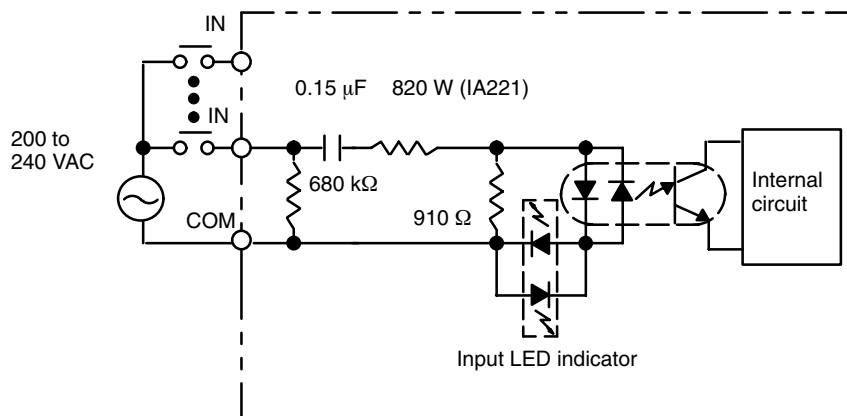 IN
0.15 μF 820 W (IA221)
IN
200 to
240 VAC
680 kΩ
Internal
circuit
COM
910 Ω
Input LED indicator